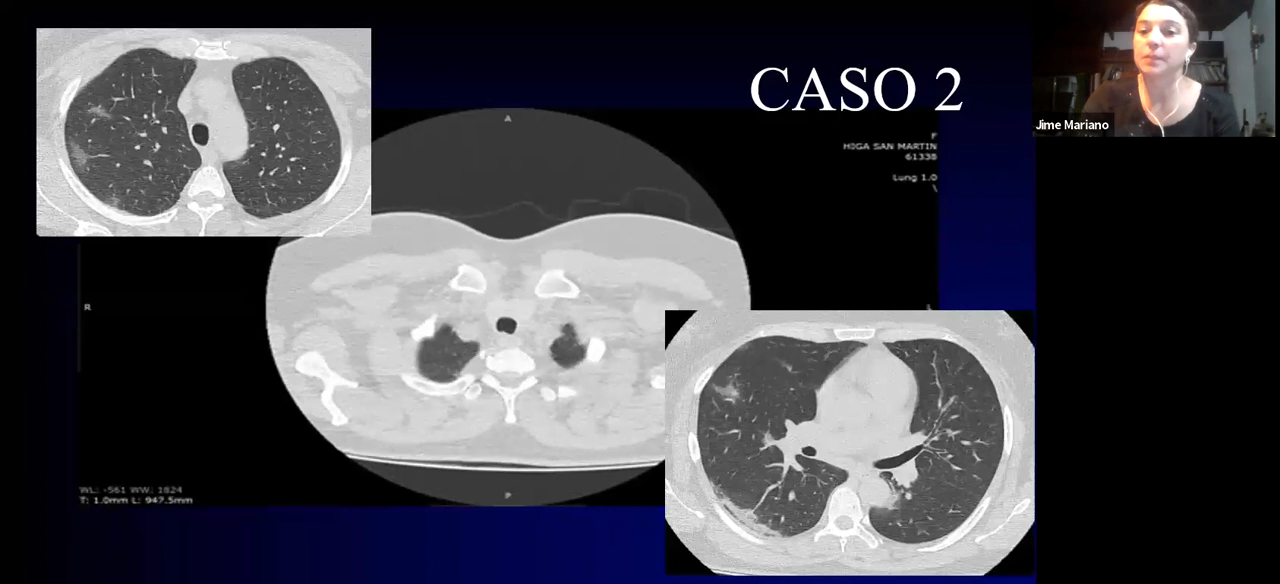 CASO 2
Jime Mariano
A
F
HIGA SAN MARTIN
61338
Lung 1.0
\
R
L
WL: -561 WW: 1824
T: 1.0mm L: 947.5mm
P